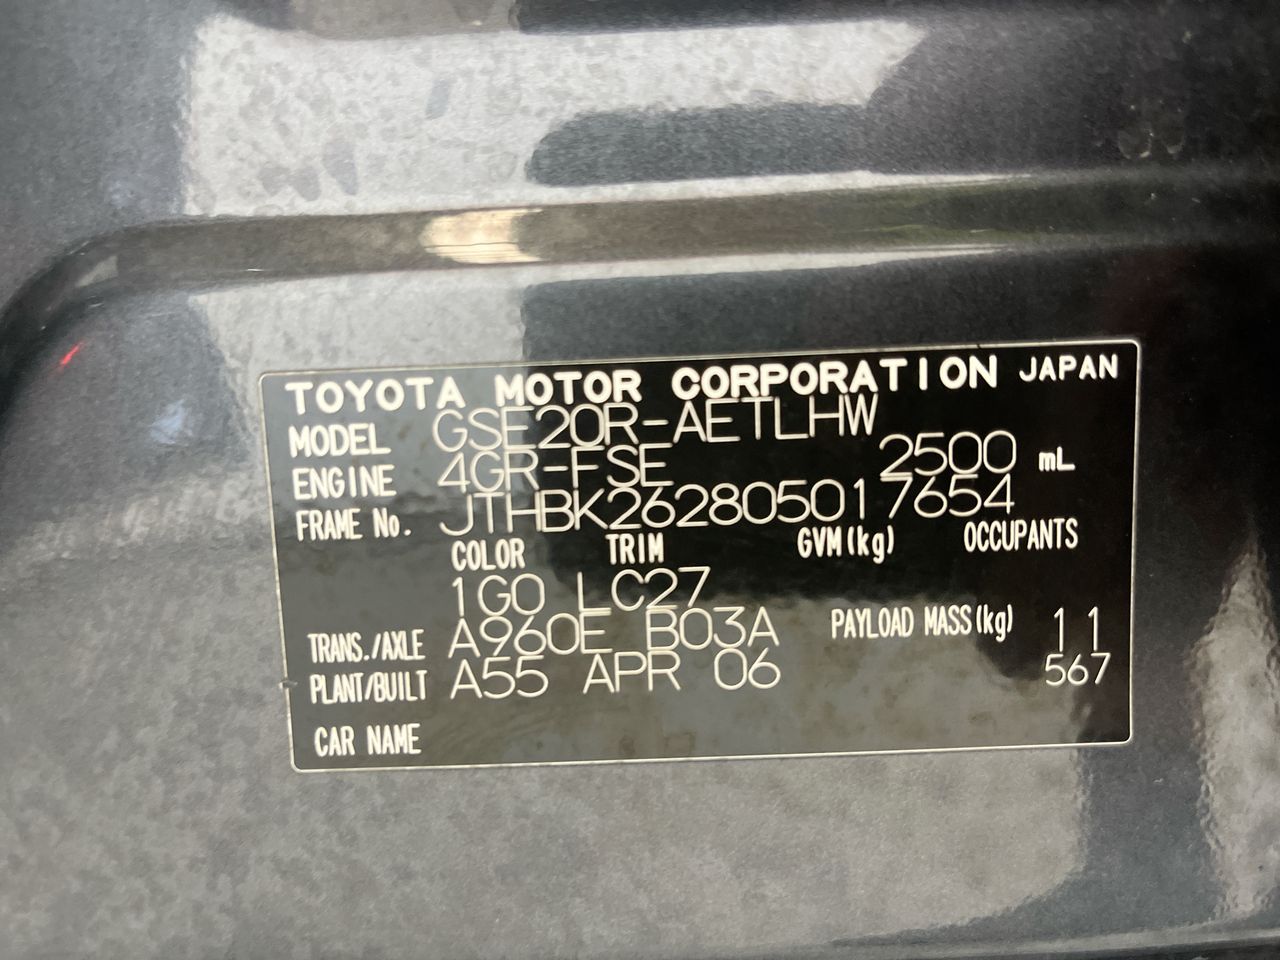 TOYOTA MOTOR CORPORATION JAPAN
MODEL GSE20R-AETLHW
ENGINE 4GR-FSE 2500 mL
FRAME No. JTHBK262805017654
COLOR TRIM GVM(kg) OCCUPANTS
1G0 LC27
TRANS./AXLE A960E B03A PAYLOAD MASS(kg) 11
PLANT/BUILT A55 APR 06 567
CAR NAME